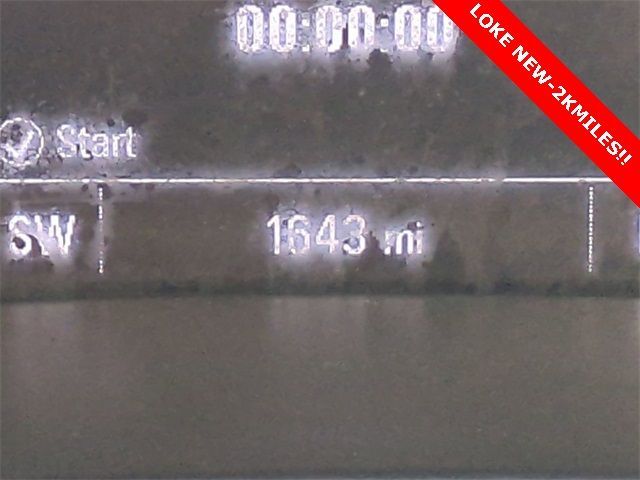 00:00:00
LOKE NEW-2KMILES!!
Start
SW
1643 mi